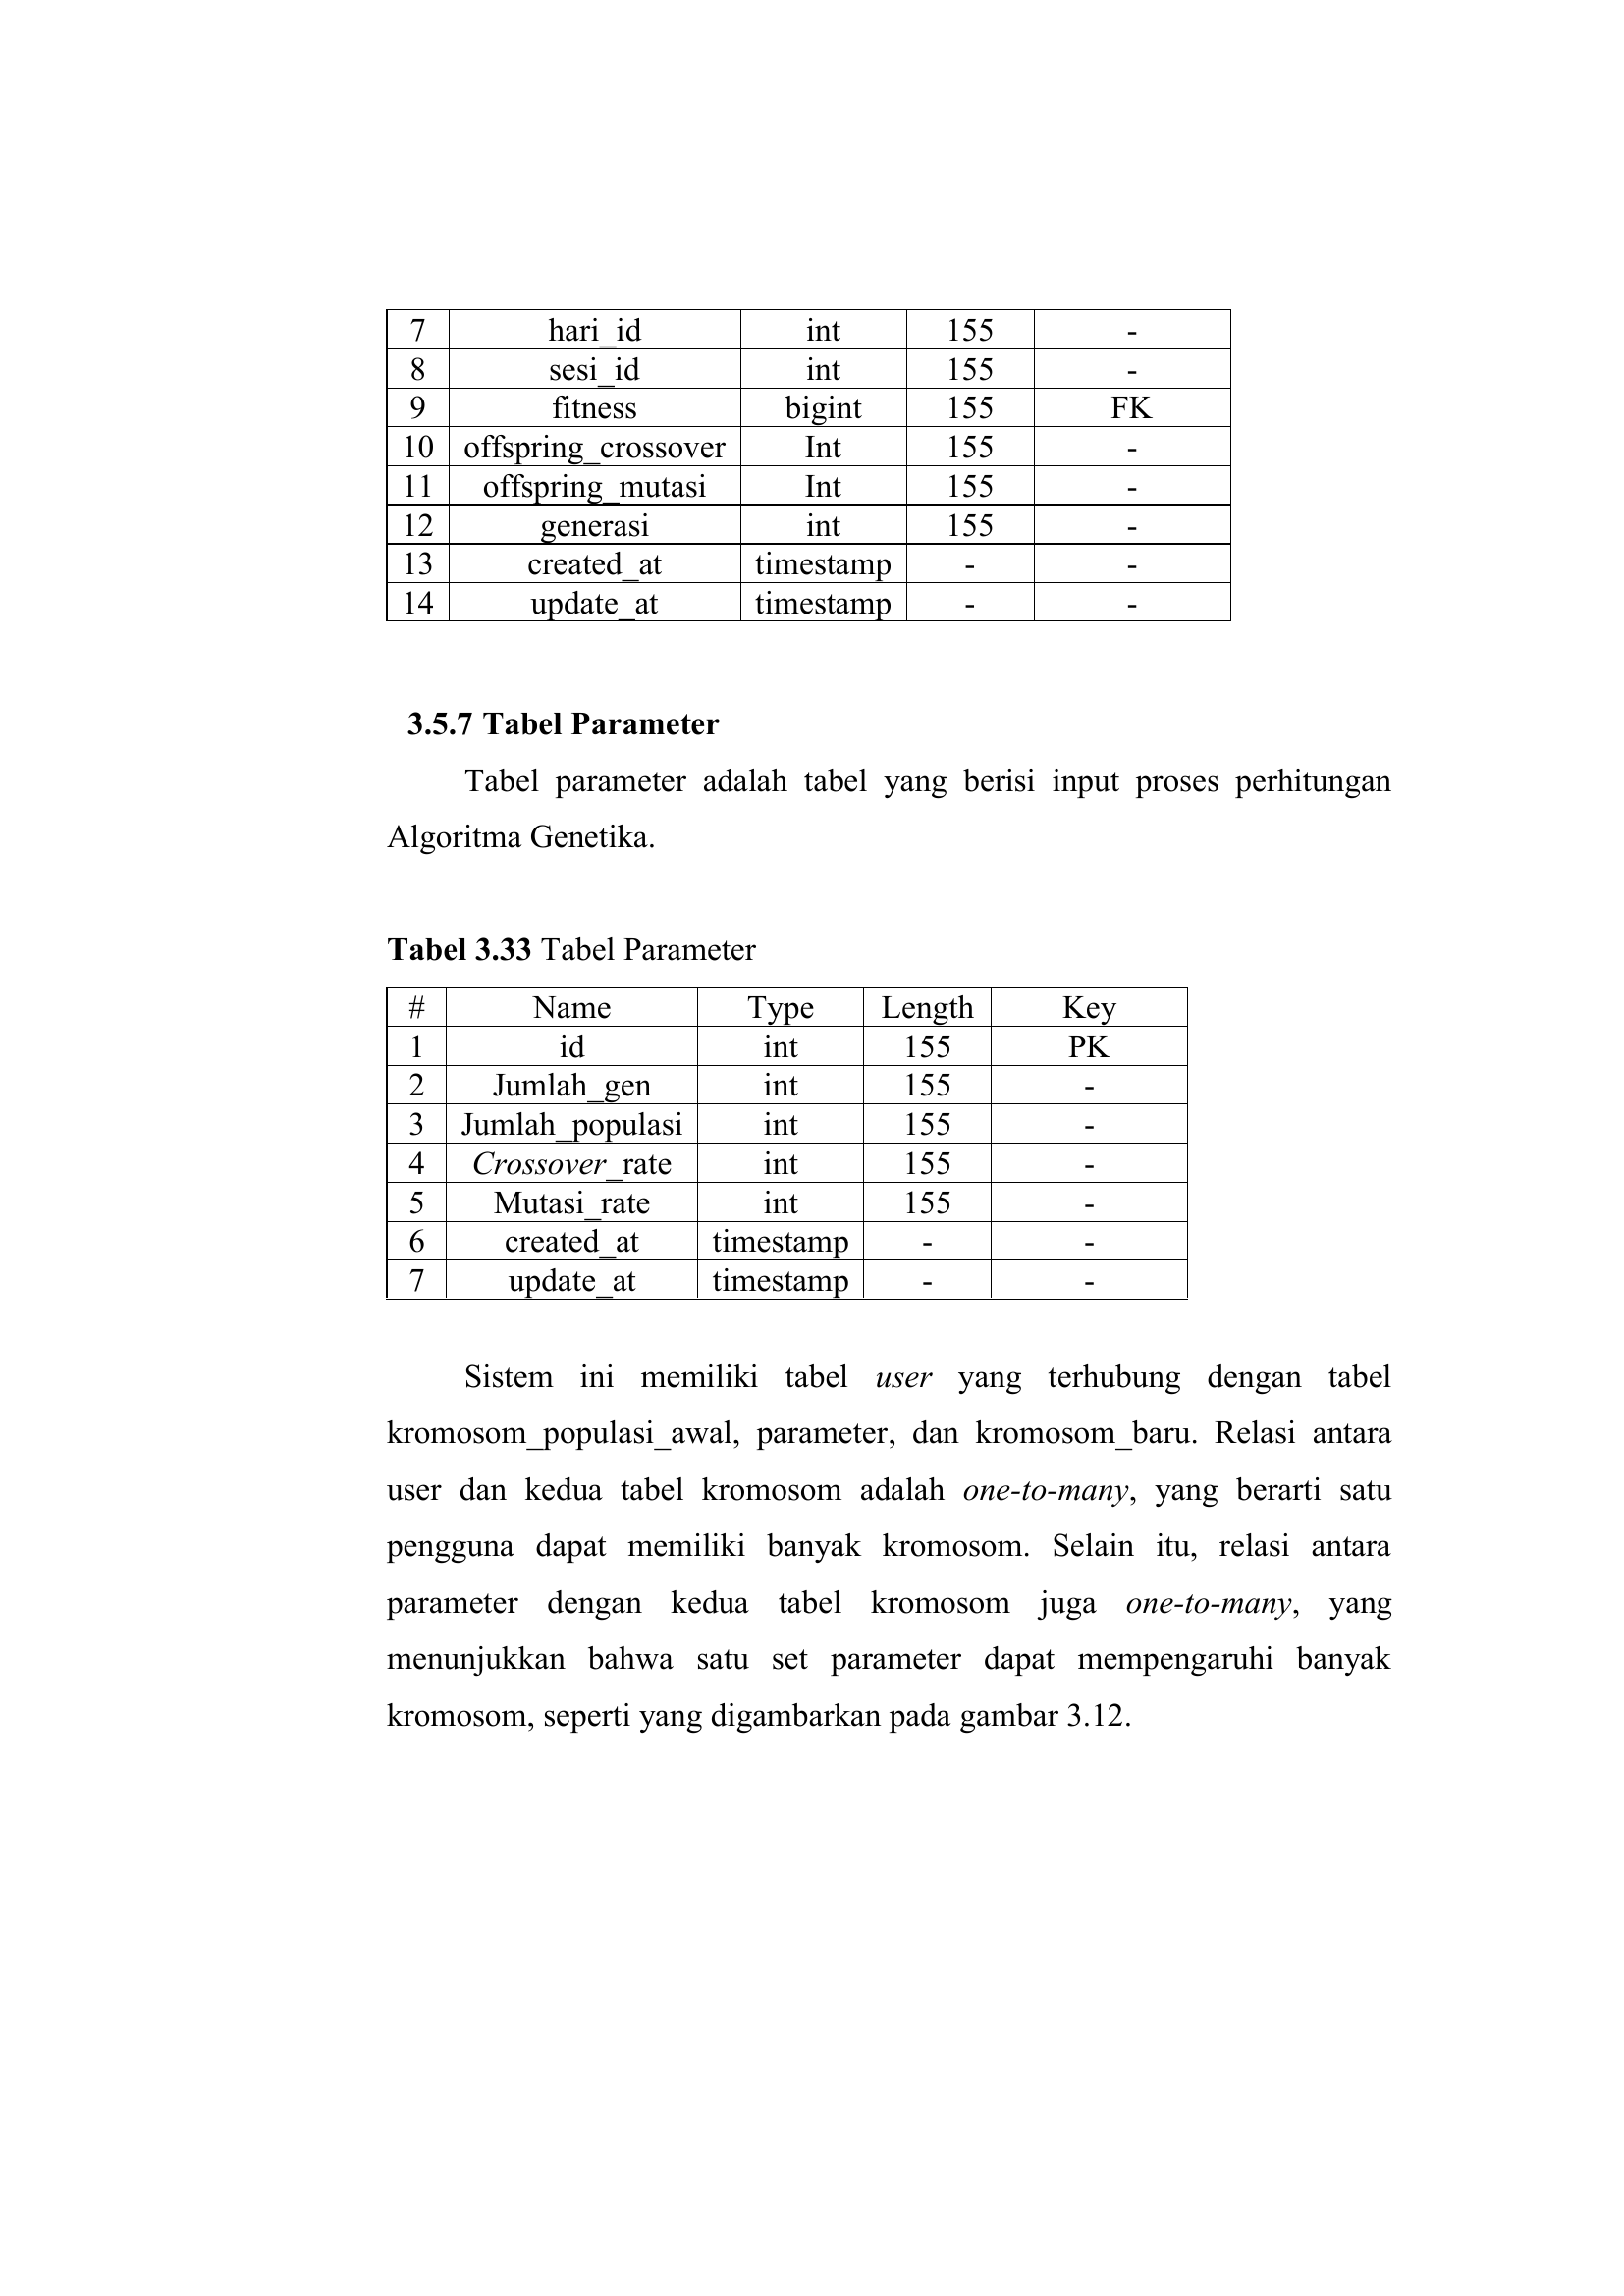 7 hari_id int 155 -
8 sesi_id int 155 -
9 fitness bigint 155 FK
10 offspring_crossover Int 155 -
11 offspring_mutasi Int 155 -
12 generasi int 155 -
13 created_at timestamp - -
14 update_at timestamp - -
3.5.7 Tabel Parameter
Tabel parameter adalah tabel yang berisi input proses perhitungan
Algoritma Genetika.
Tabel 3.33 Tabel Parameter
# Name Type Length Key
1 id int 155 PK
2 Jumlah_gen int 155 -
3 Jumlah_populasi int 155 -
4 Crossover_rate int 155 -
5 Mutasi_rate int 155 -
6 created_at timestamp - -
7 update_at timestamp - -
Sistem ini memiliki tabel user yang terhubung dengan tabel
kromosom_populasi_awal, parameter, dan kromosom_baru. Relasi antara
user dan kedua tabel kromosom adalah one-to-many, yang berarti satu
pengguna dapat memiliki banyak kromosom. Selain itu, relasi antara
parameter dengan kedua tabel kromosom juga one-to-many, yang
menunjukkan bahwa satu set parameter dapat mempengaruhi banyak
kromosom, seperti yang digambarkan pada gambar 3.12.